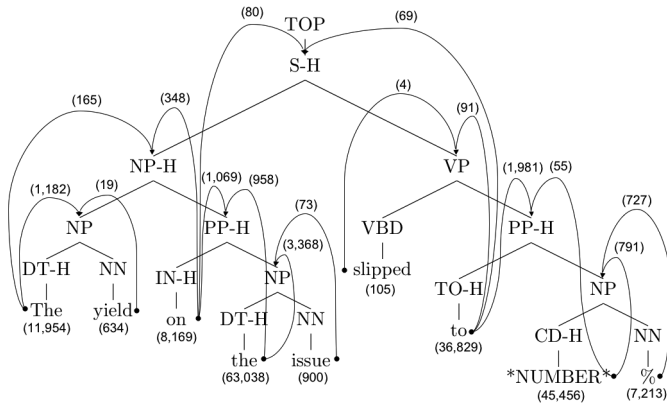 (80) TOP (69)
S-H
(4)
(165) (348) (91)
NP-H VP
(1,182) (19) (1,069) (958) (73) (1,981) (55) (727)
NP PP-H VBD PP-H
(3,368) (791)
DT-H NN IN-H NP slipped TO-H NP
(105)
The yield on DT-H NN to CD-H NN
(11,954) (634) (8,169) (36,829)
the issue *NUMBER* %
(63,038) (900) (45,456) (7,213)